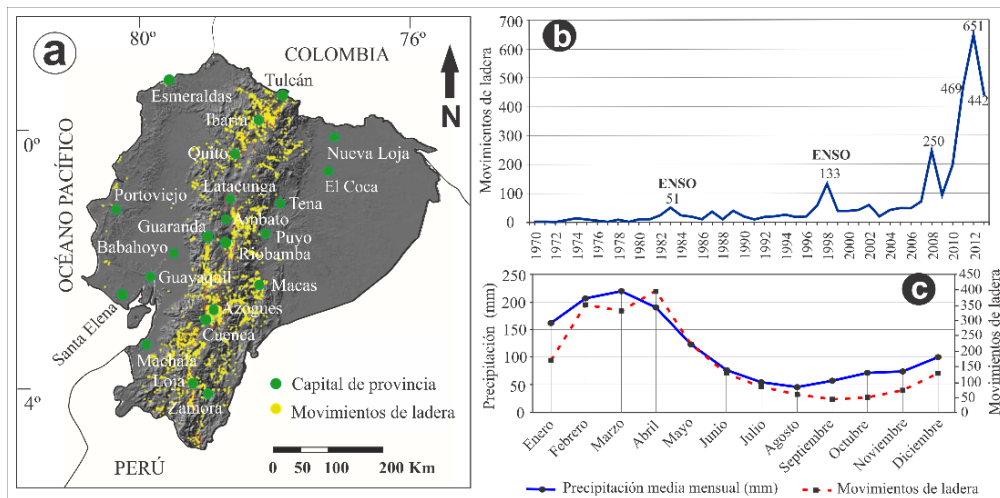 a
80
76
COLOMBIA
Tulcán
N
Esmeraldas
Ibarra
0°
Quito
Nueva Loja
El Coca
Latacunga
Portoviejo
Tena
Ambato
Guaranda
Puyo
Babahoyo
Riobamba
OCÉANO PACÍFICO
Guayaquil
Macas
Azogues
Santa Elena
Cuenca
Machala
Loja
Capital de provincia
Zamora
4°
Movimientos de ladera
0 50 100 200 Km
PERÚ
b
Movimientos de ladera
700
600
500
400
300
200
100
0
ENSO
51
ENSO
133
250
469
651
442
1970 1972 1974 1976 1978 1980 1982 1984 1986 1988 1990 1992 1994 1996 1998 2000 2002 2004 2006 2008 2010 2012
c
Precipitación (mm)
250
200
150
100
50
0
450
400
350
300
250
200
150
100
50
0
Movimientos de ladera
Enero
Febrero
Marzo
Abril
Mayo
Junio
Julio
Agosto
Septiembre
Octubre
Noviembre
Diciembre
Precipitación media mensual (mm)
Movimientos de ladera